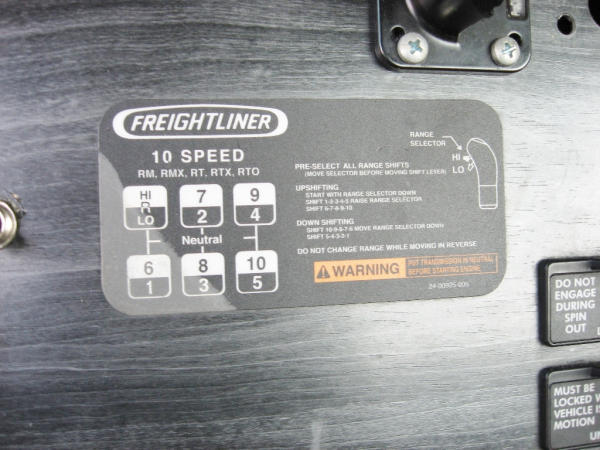 FREIGHTLINER
10 SPEED
RM, RMX, RT, RTX, RTO
HI
R
LO
7
2
9
4
Neutral
6
1
8
3
10
5
RANGE
SELECTOR
HI
LO
PRE-SELECT ALL RANGE SHIFTS
(MOVE SELECTOR BEFORE MOVING SHIFT LEVER)
UPSHIFTING
START WITH RANGE SELECTOR DOWN
SHIFT 1-2-3-4-5 RAISE RANGE SELECTOR
SHIFT 6-7-8-9-10
DOWN SHIFTING
SHIFT 10-9-8-7-6 MOVE RANGE SELECTOR DOWN
SHIFT 5-4-3-2-1
DO NOT CHANGE RANGE WHILE MOVING IN REVERSE
WARNING
PUT TRANSMISSION IN NEUTRAL
BEFORE STARTING ENGINE
DO NOT
ENGAGE
DURING
SPIN
OUT
MUST BE
LOCKED W
VEHICLE IS
MOTION
UN